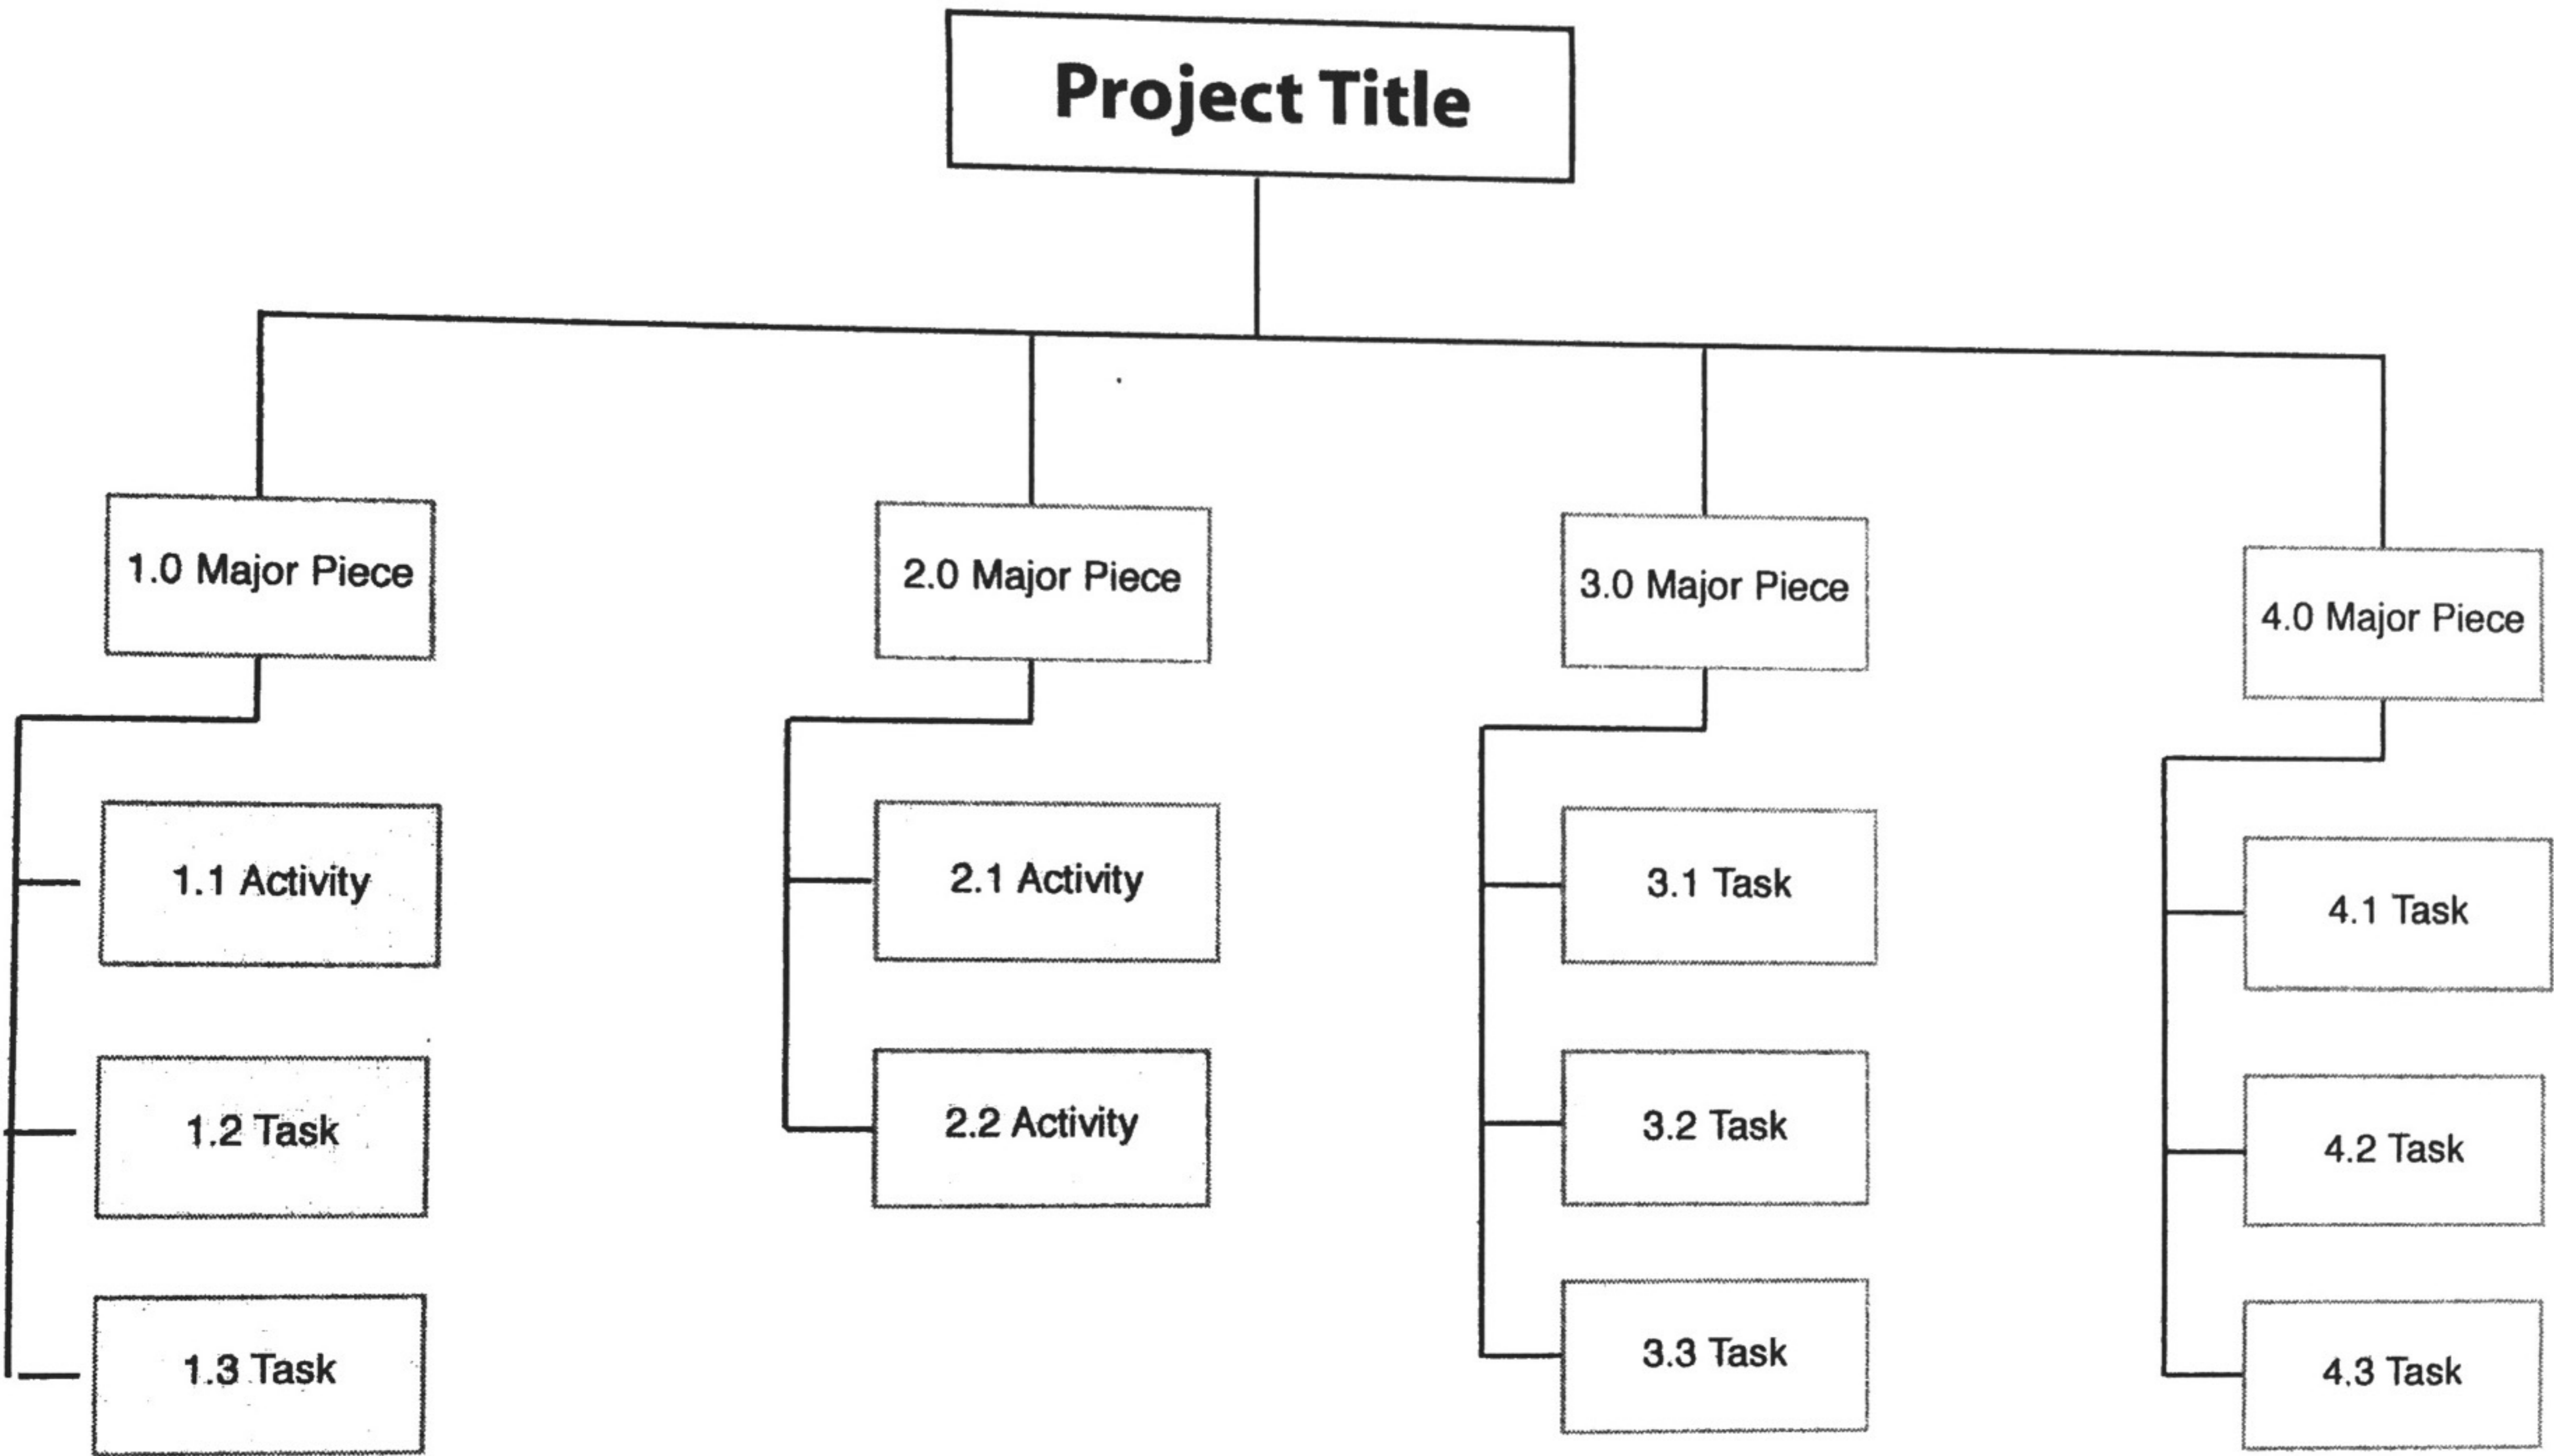 Project Title
1.0 Major Piece
2.0 Major Piece
3.0 Major Piece
4.0 Major Piece
1.1 Activity
2.1 Activity
3.1 Task
4.1 Task
1.2 Task
2.2 Activity
3.2 Task
4.2 Task
1.3 Task
3.3 Task
4.3 Task